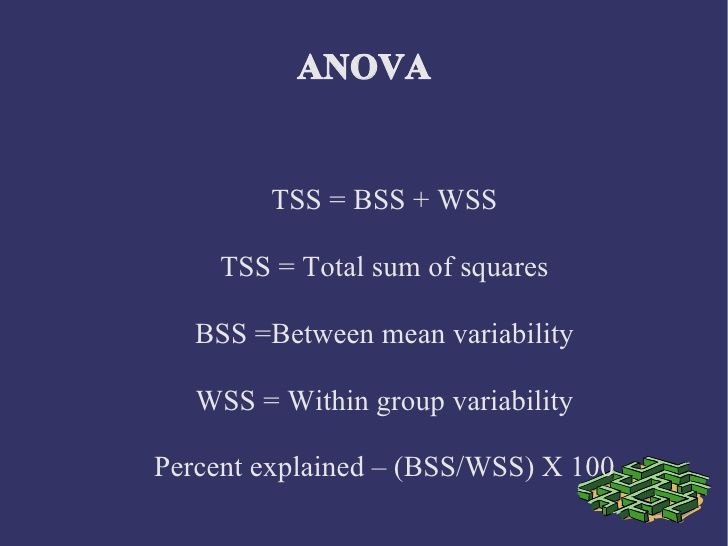 ANOVA
TSS = BSS + WSS
TSS = Total sum of squares
BSS =Between mean variability
WSS = Within group variability
Percent explained – (BSS/WSS) X 100